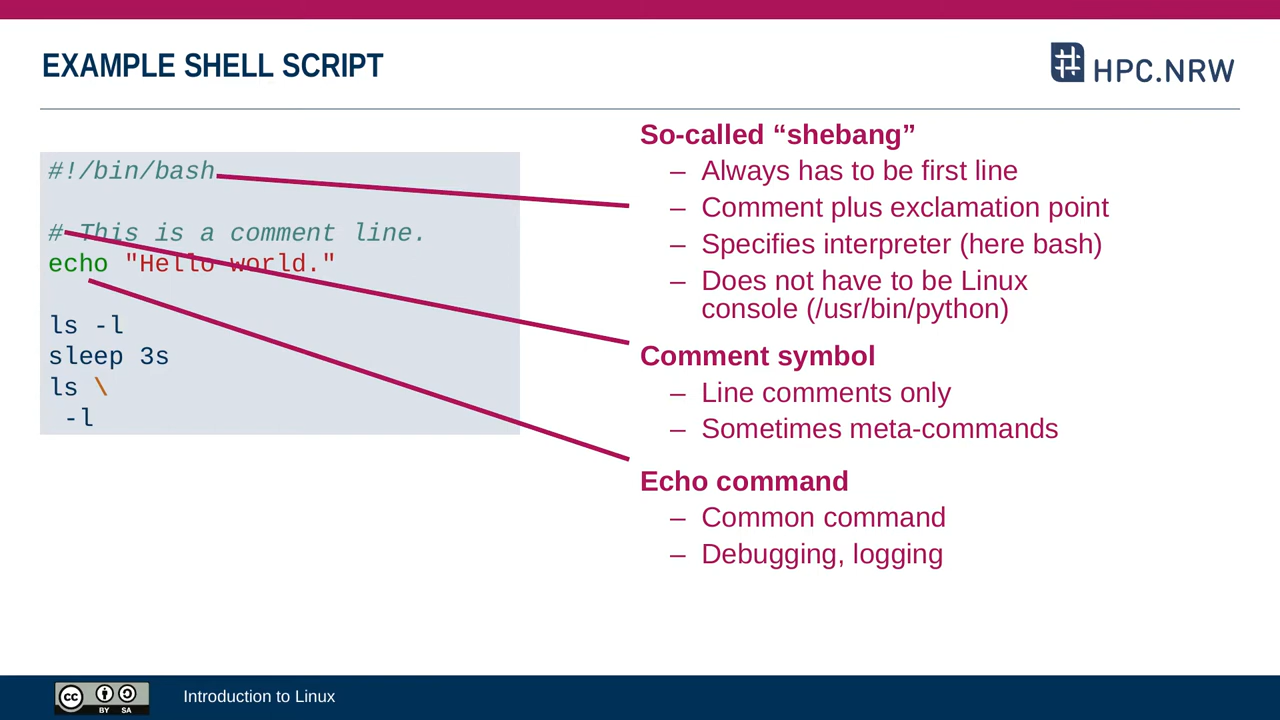 EXAMPLE SHELL SCRIPT
HPC.NRW
#!/bin/bash
# This is a comment line.
echo "Hello world."
ls -l
sleep 3s
ls \
-l
So-called “shebang”
– Always has to be first line
– Comment plus exclamation point
– Specifies interpreter (here bash)
– Does not have to be Linux
console (/usr/bin/python)
Comment symbol
– Line comments only
– Sometimes meta-commands
Echo command
– Common command
– Debugging, logging
cc BY SA
Introduction to Linux